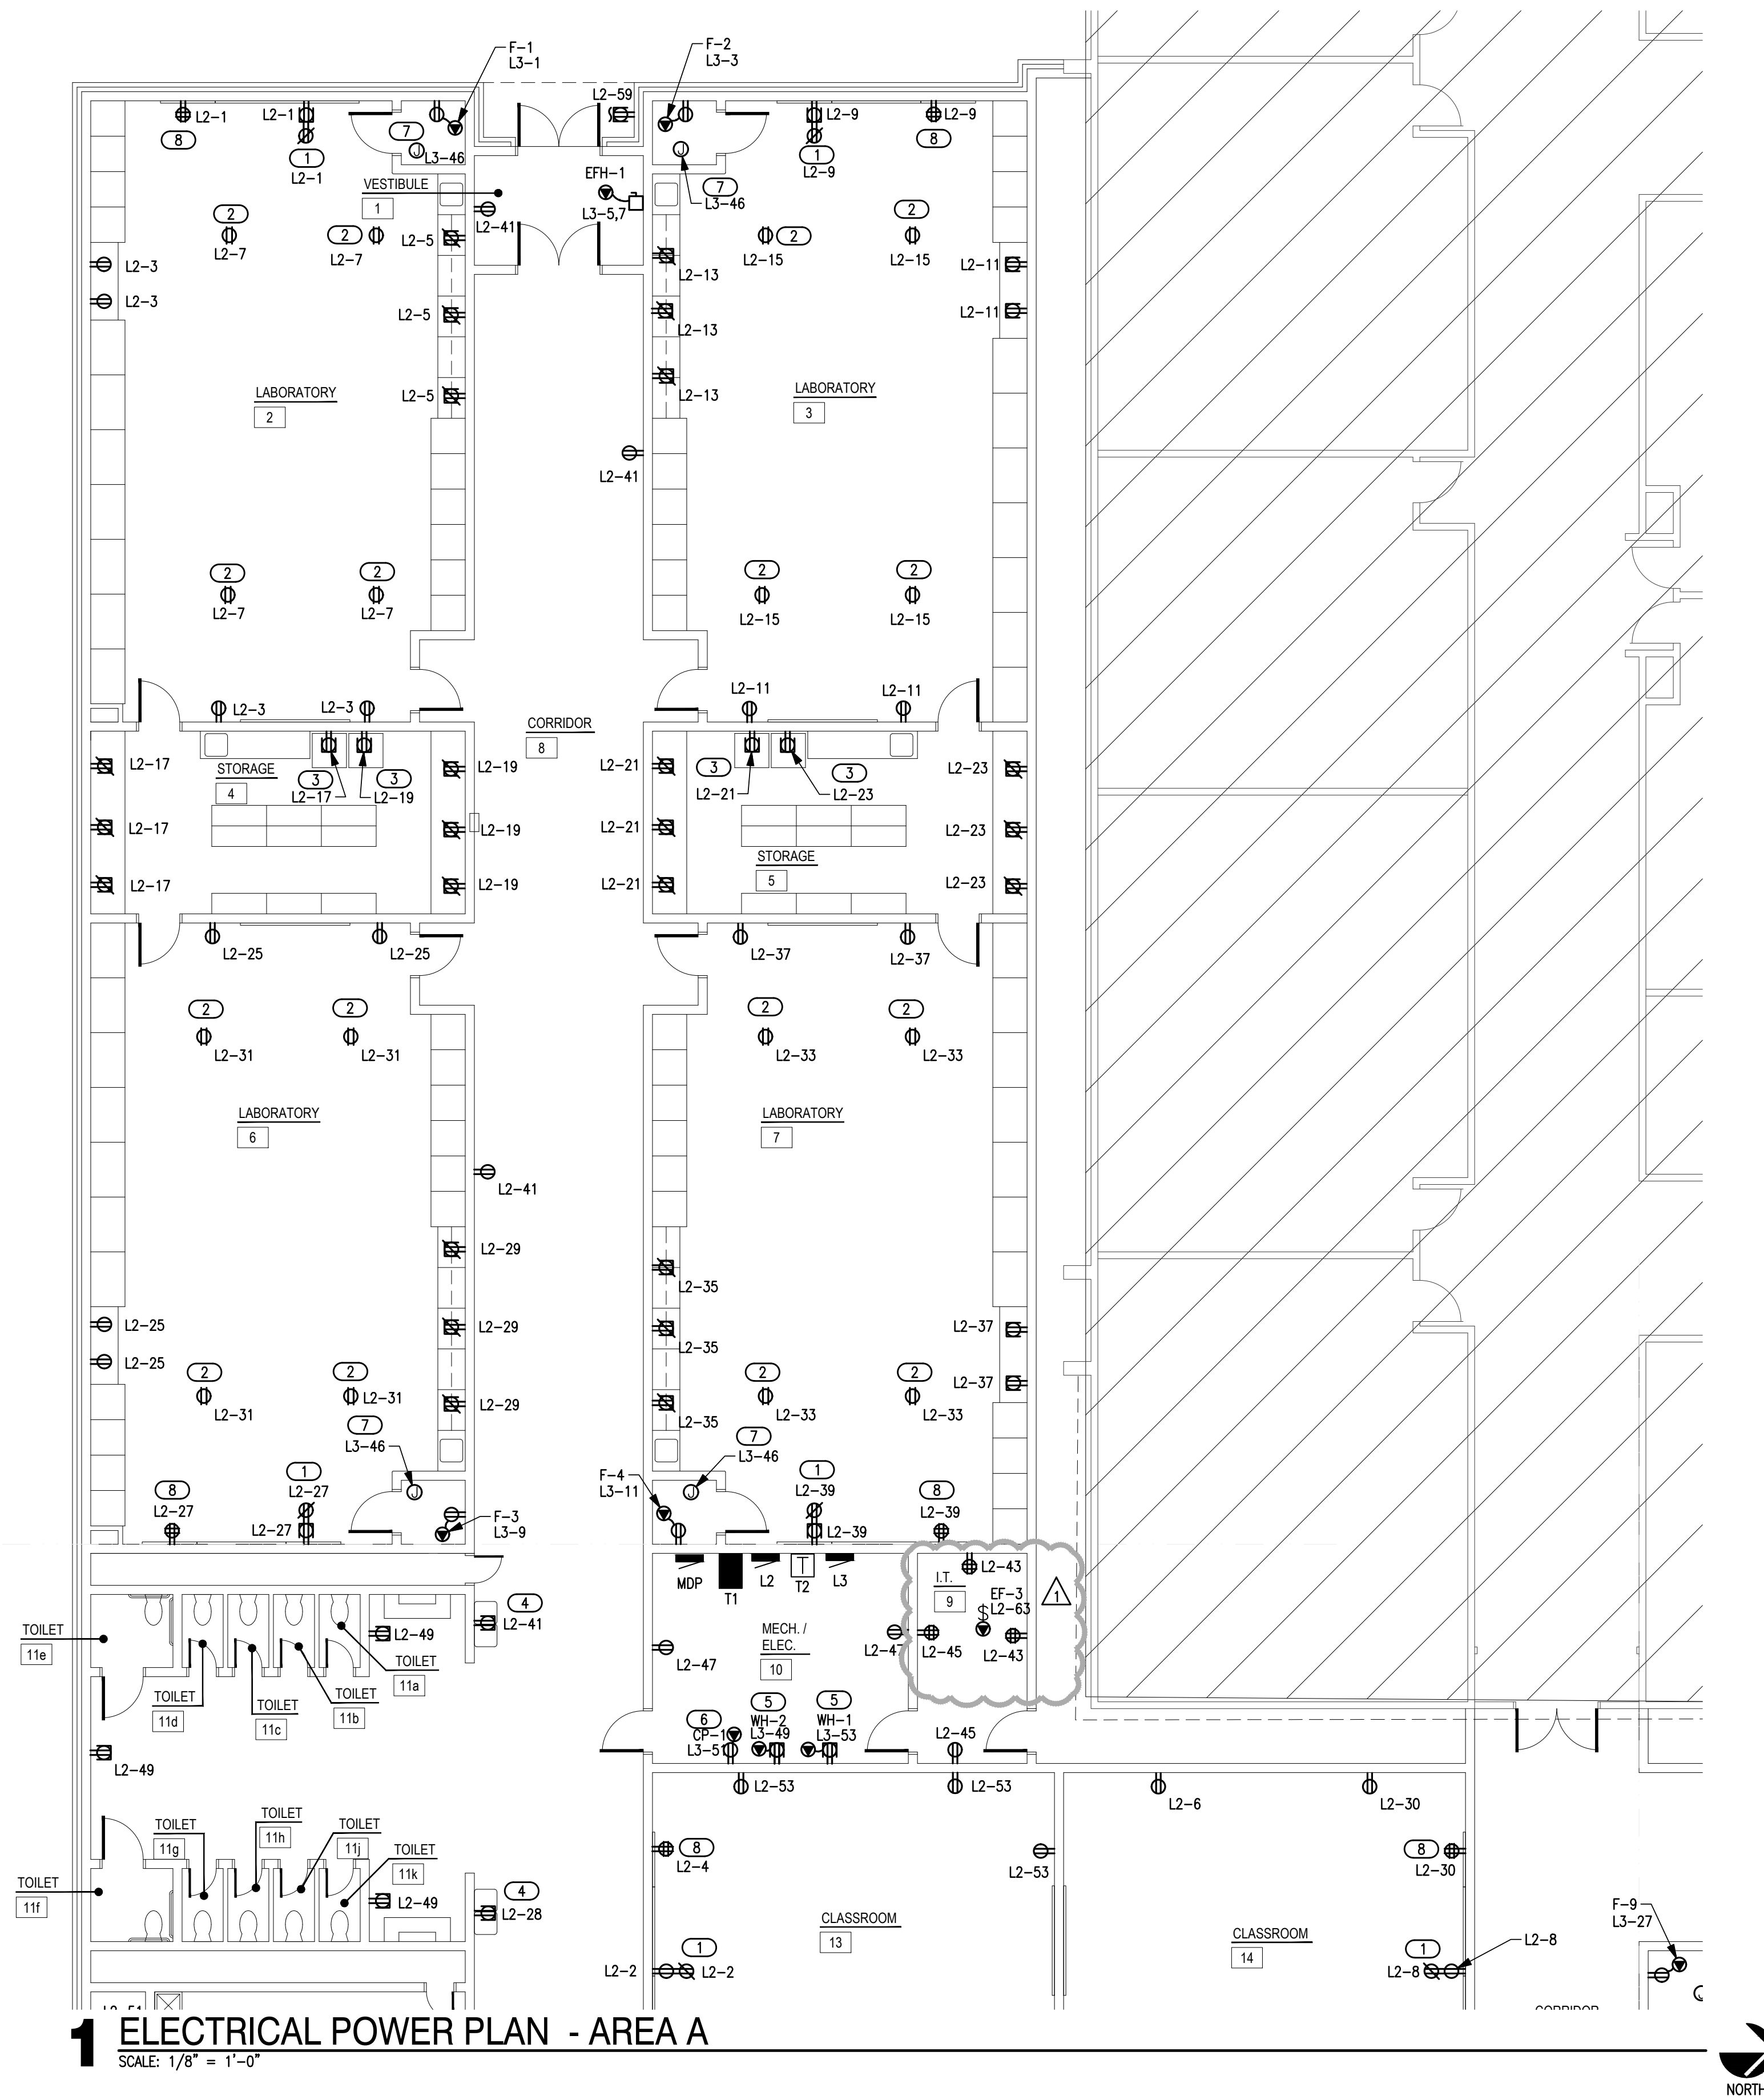 F-1
L3-1
F-2
L3-3
L2-1
L2-1
L2-59
L2-9
L2-9
8
1
L2-1
7
L3-46
1
L2-9
8
VESTIBULE
1
L2-41
EFH-1
L3-5,7
7
L3-46
2
L2-7
2
L2-7
L2-5
2
L2-15
2
L2-15
L2-3
L2-3
L2-5
L2-5
L2-13
L2-13
L2-13
L2-11
L2-11
LABORATORY
2
LABORATORY
3
L2-41
2
L2-7
2
L2-7
2
L2-15
2
L2-15
L2-3
L2-3
L2-11
L2-11
CORRIDOR
8
L2-17
STORAGE
4
3
L2-17
3
L2-19
L2-19
L2-21
3
L2-21
3
L2-23
L2-23
L2-17
L2-19
L2-21
L2-23
STORAGE
5
L2-17
L2-19
L2-21
L2-23
L2-25
L2-25
L2-37
L2-37
2
L2-31
2
L2-31
2
L2-33
2
L2-33
LABORATORY
6
LABORATORY
7
L2-41
L2-29
L2-35
L2-25
L2-29
L2-35
L2-37
L2-25
L2-37
2
L2-31
2
L2-31
L2-29
L2-35
2
L2-33
2
L2-33
7
L3-46
7
L3-46
8
L2-27
1
L2-27
L2-27
F-3
L3-9
F-4
L3-11
1
L2-39
L2-39
8
L2-39
MDP
T1
L2
T
T2
L3
I.T.
9
L2-43
EF-3
L2-63
$
1
L2-45
L2-43
TOILET
11e
4
L2-41
L2-49
TOILET
11a
TOILET
11b
TOILET
11c
TOILET
11d
MECH. /
ELEC.
10
L2-47
L2-47
6
CP-1
L3-51
5
WH-2
L3-49
5
WH-1
L3-53
L2-45
L2-49
L2-53
L2-53
L2-6
L2-30
TOILET
11g
TOILET
11h
TOILET
11j
TOILET
11k
8
L2-4
L2-53
8
L2-30
TOILET
11f
L2-49
4
L2-28
CLASSROOM
13
CLASSROOM
14
F-9
L3-27
L2-2
1
L2-2
1
L2-8
L2-8
L2-51
CORRIDOR
1 ELECTRICAL POWER PLAN - AREA A
SCALE: 1/8" = 1'-0"
NORTH